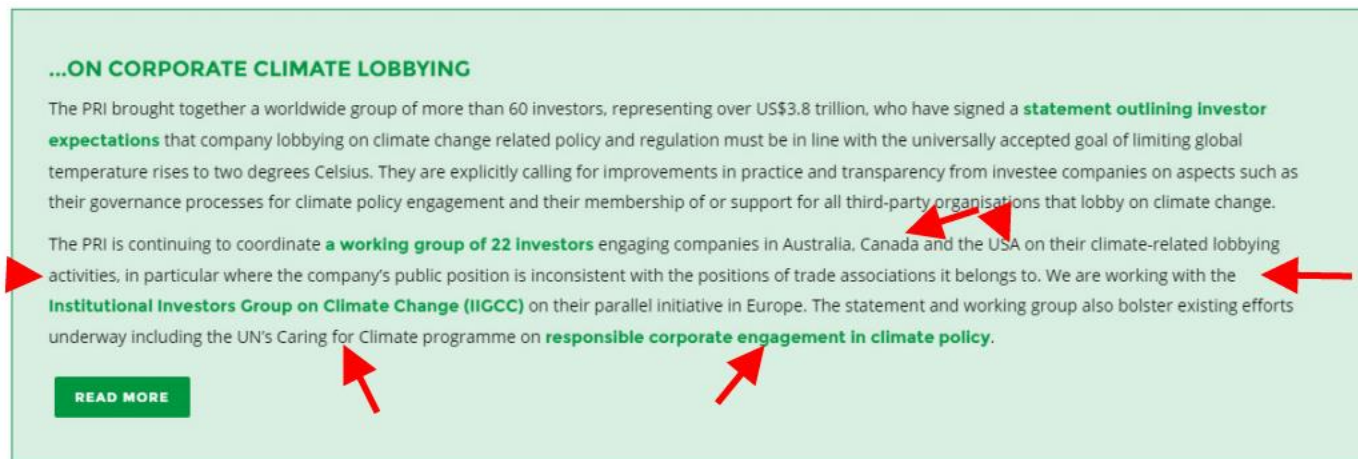 ...ON CORPORATE CLIMATE LOBBYING
The PRI brought together a worldwide group of more than 60 investors, representing over US$3.8 trillion, who have signed a statement outlining investor
expectations that company lobbying on climate change related policy and regulation must be in line with the universally accepted goal of limiting global
temperature rises to two degrees Celsius. They are explicitly calling for improvements in practice and transparency from investee companies on aspects such as
their governance processes for climate policy engagement and their membership of or support for all third-party organisations that lobby on climate change.
The PRI is continuing to coordinate a working group of 22 investors engaging companies in Australia, Canada and the USA on their climate-related lobbying
activities, in particular where the company's public position is inconsistent with the positions of trade associations it belongs to. We are working with the
Institutional Investors Group on Climate Change (IIGCC) on their parallel initiative in Europe. The statement and working group also bolster existing efforts
underway including the UN's Caring for Climate programme on responsible corporate engagement in climate policy.
READ MORE